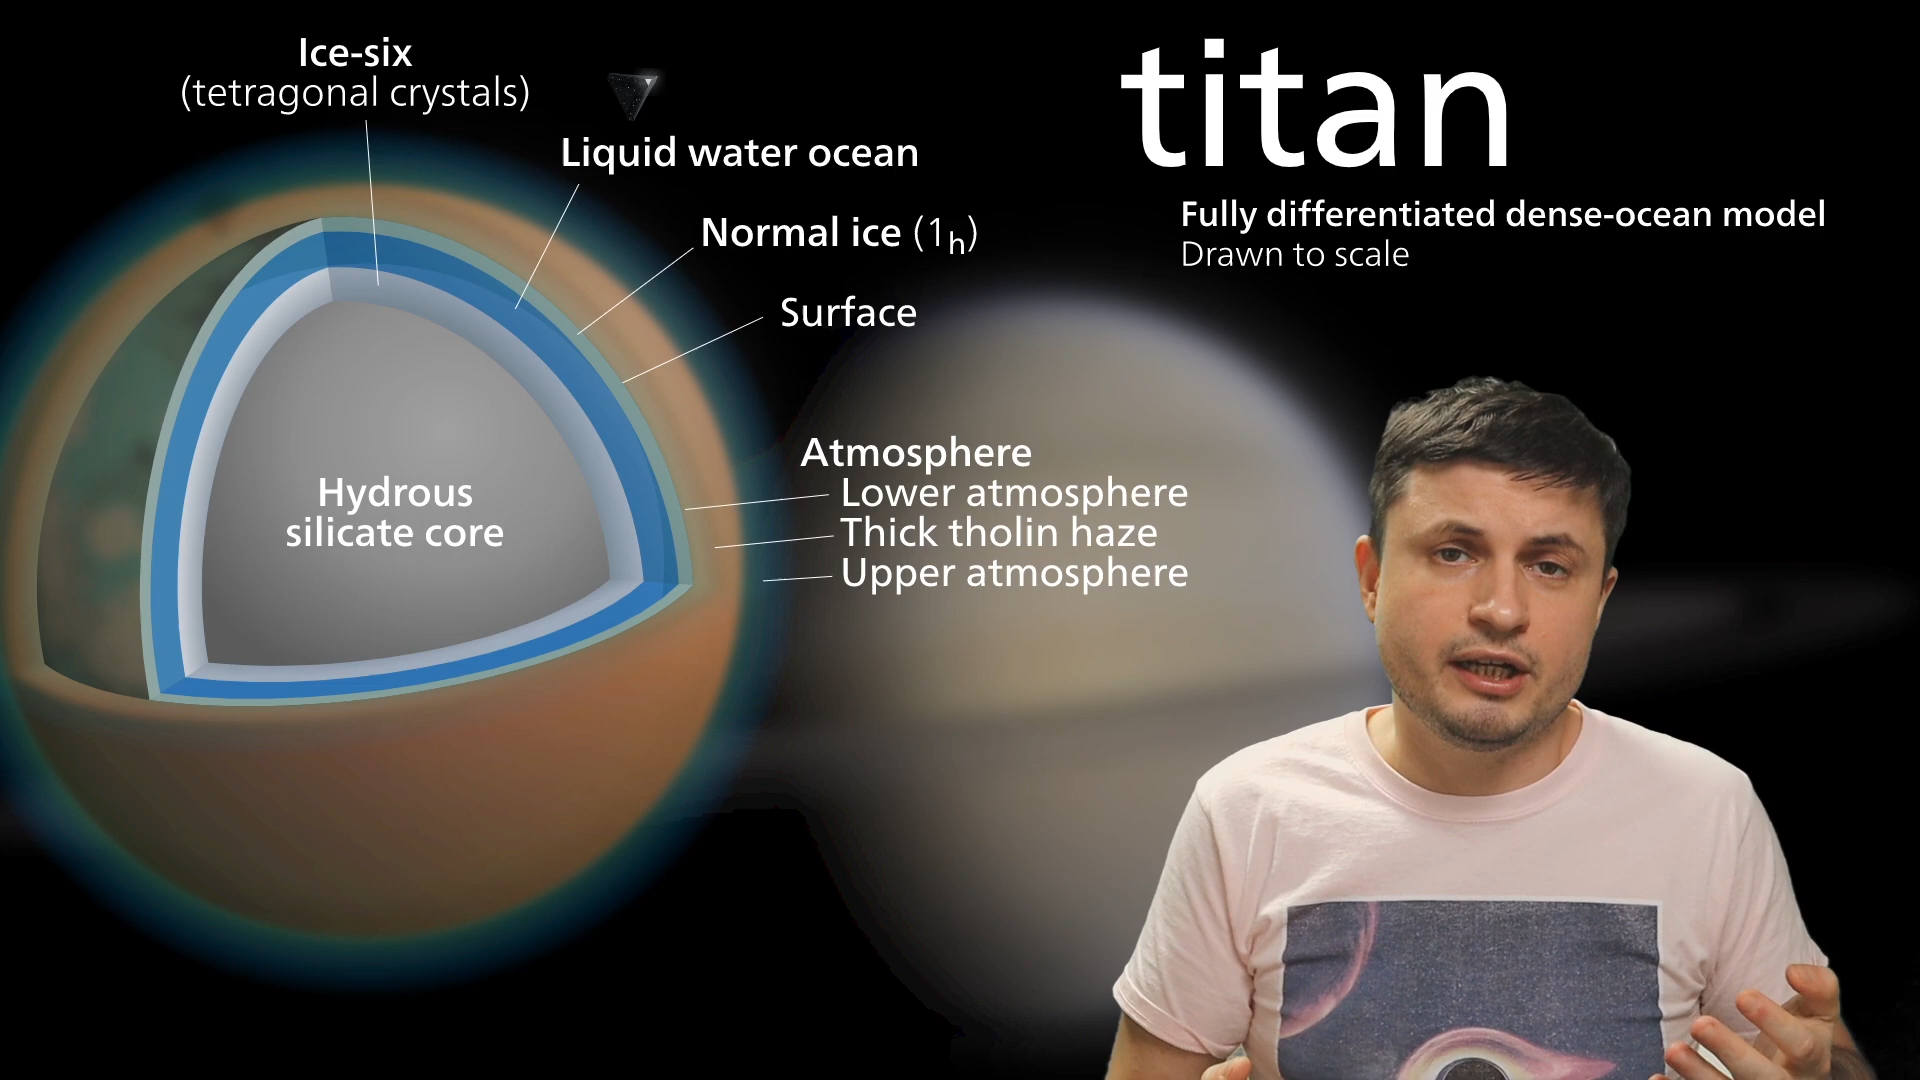 Ice-six
(tetragonal crystals)
Liquid water ocean
Normal ice (1h)
Surface
Atmosphere
Lower atmosphere
Thick tholin haze
Upper atmosphere
Hydrous
silicate core
titan
Fully differentiated dense-ocean model
Drawn to scale